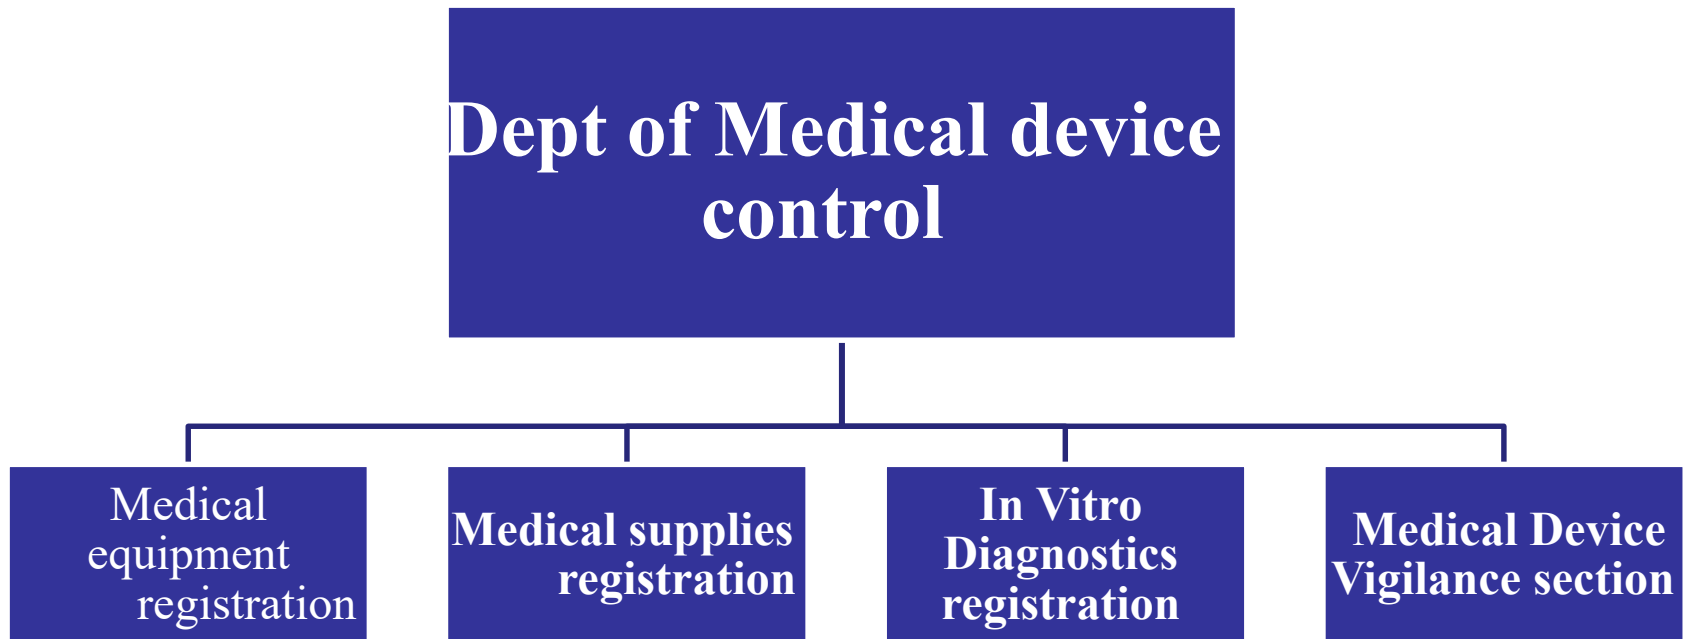 Dept of Medical device
control
Medical
equipment
registration
Medical supplies
registration
In Vitro
Diagnostics
registration
Medical Device
Vigilance section